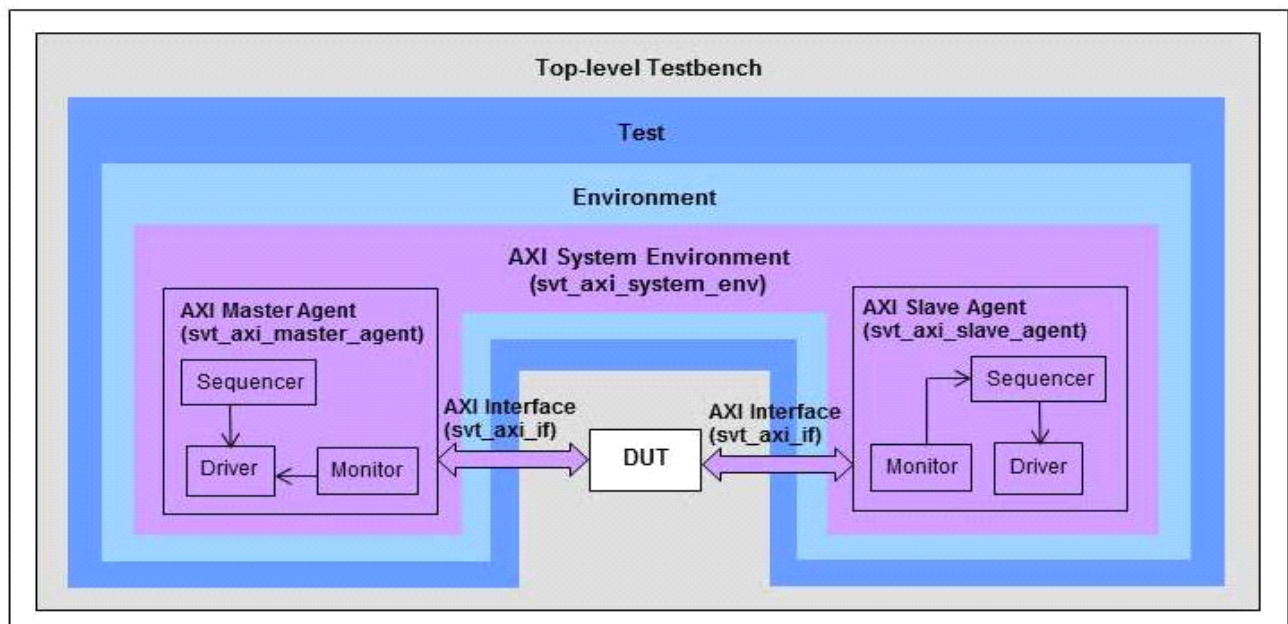 Top-level Testbench
Test
Environment
AXI System Environment
(svt_axi_system_env)
AXI Master Agent
(svt_axi_master_agent)
Sequencer
Driver
Monitor
AXI Interface
(svt_axi_if)
DUT
AXI Interface
(svt_axi_if)
AXI Slave Agent
(svt_axi_slave_agent)
Sequencer
Monitor
Driver